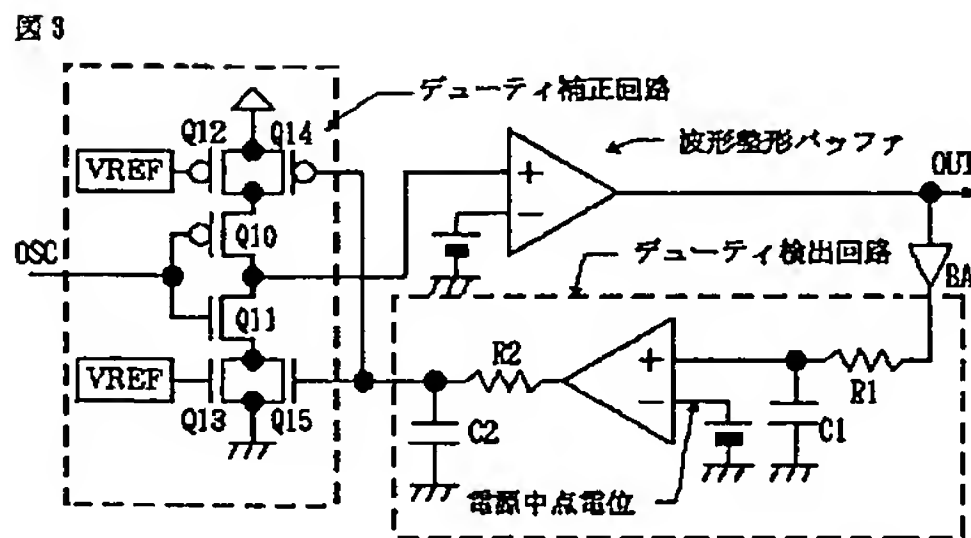 図3
デューティ補正回路
Q12
Q14
VREF
波形整形バッファ
OUT
+
−
OSC
Q10
デューティ検出回路
BA
Q11
VREF
R2
+
−
R1
Q13
Q15
C2
C1
電源中点電位